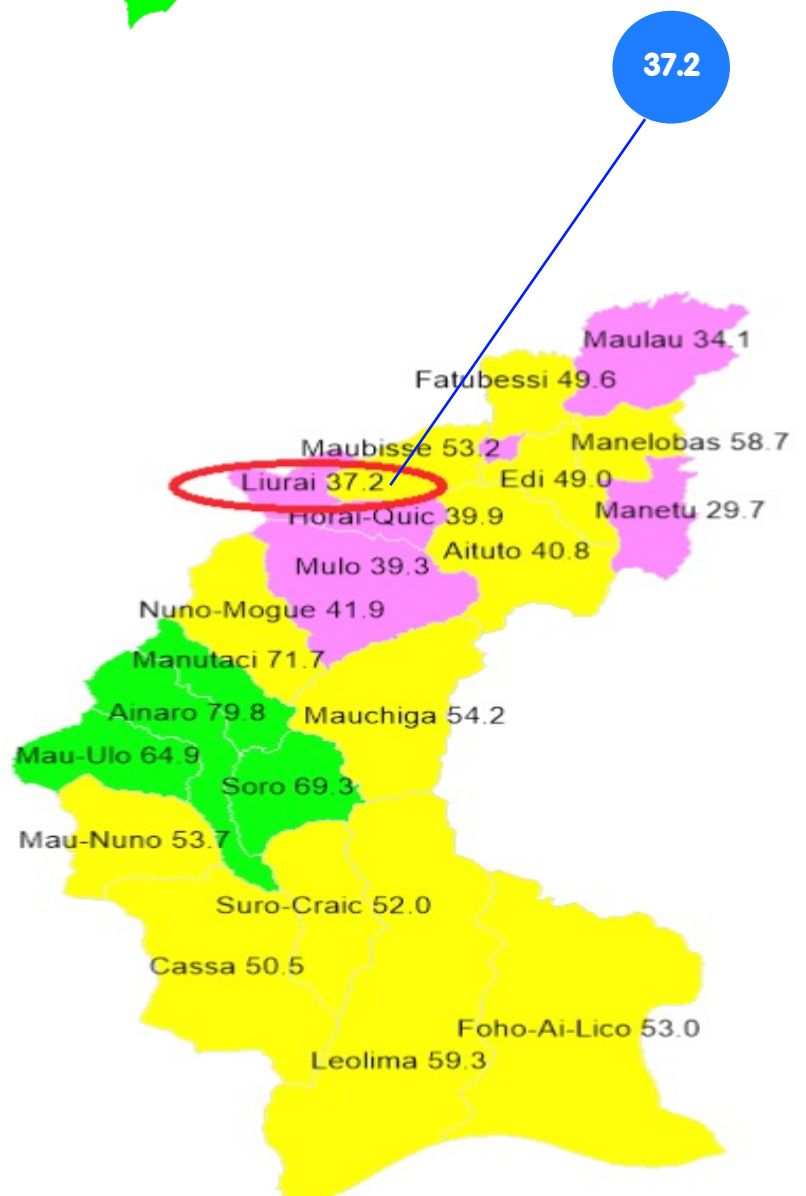 37.2
Maulau 34.1
Fatubessi 49.6
Maubisse 53.2
Manelobas 58.7
Liurai 37.2
Edi 49.0
Horai-Quic 39.9
Manetu 29.7
Aituto 40.8
Mulo 39.3
Nuno-Mogue 41.9
Manutaci 71.7
Ainaro 79.8
Mauchiga 54.2
Mau-Ulo 64.9
Soro 69.3
Mau-Nuno 53.7
Suro-Craic 52.0
Cassa 50.5
Foho-Ai-Lico 53.0
Leolima 59.3